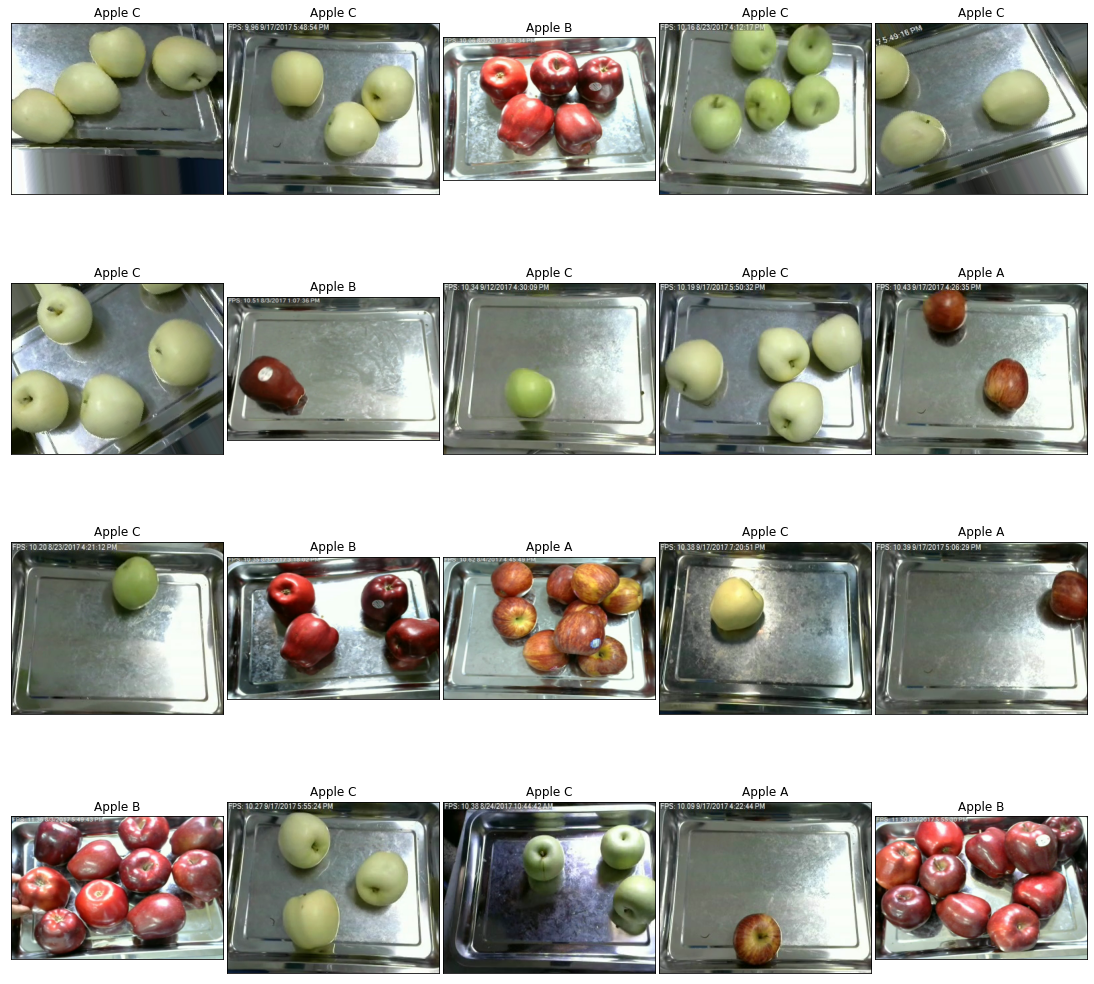 Apple C
Apple C
Apple B
Apple C
Apple C
FPS: 9.96 9/17/2017 5:48:54 PM
FPS: 10.16 8/23/2017 4:12:17 PM
5:49:18 PM
Apple C
Apple B
Apple C
Apple C
Apple A
FPS: 10.51 8/3/2017 1:07:36 PM
FPS: 10.34 9/12/2017 4:30:09 PM
FPS: 10.19 9/17/2017 5:50:32 PM
FPS: 10.43 9/17/2017 4:26:35 PM
Apple C
Apple B
Apple A
Apple C
Apple A
FPS: 10.20 8/23/2017 4:21:12 PM
FPS: 10.38 9/17/2017 7:20:51 PM
FPS: 10.39 9/17/2017 5:06:29 PM
Apple B
Apple C
Apple C
Apple A
Apple B
FPS: 10.27 9/17/2017 5:55:24 PM
FPS: 10.38 8/24/2017 10:44:42 AM
FPS: 10.09 9/17/2017 4:22:44 PM